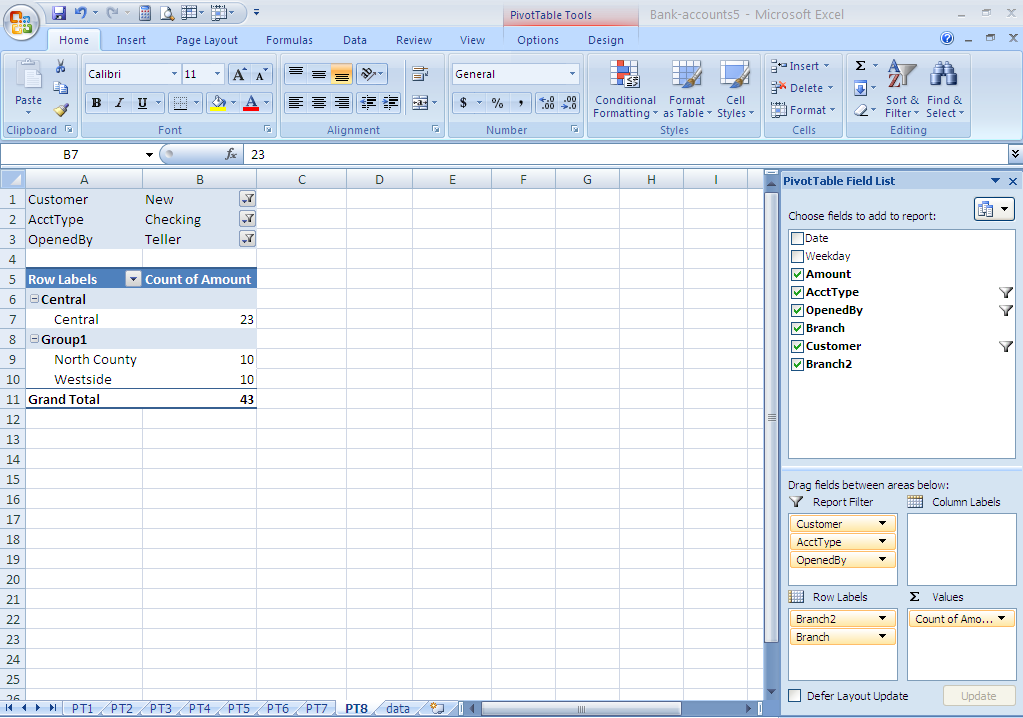 PivotTable Tools
Bank-accounts5 - Microsoft Excel
Home Insert Page Layout Formulas Data Review View Options Design
Paste
Calibri 11
B I U
A A
A
General
$ % ,
.0 .00
.00 .0
Conditional Formatting
Format as Table
Cell Styles
Insert
Delete
Format
Σ
Sort & Filter
Find & Select
Clipboard Font Alignment Number Styles Cells Editing
B7 fx 23
A B C D E F G H I
1 Customer New
2 AcctType Checking
3 OpenedBy Teller
4
5 Row Labels Count of Amount
6 Central
7 Central 23
8 Group1
9 North County 10
10 Westside 10
11 Grand Total 43
12
13
14
15
16
17
18
19
20
21
22
23
24
25
26
PT1 PT2 PT3 PT4 PT5 PT6 PT7 PT8 data
PivotTable Field List
Choose fields to add to report:
Date
Weekday
Amount
AcctType
OpenedBy
Branch
Customer
Branch2
Drag fields between areas below:
Report Filter Column Labels
Customer
AcctType
OpenedBy
Row Labels Σ Values
Branch2 Count of Amo...
Branch
Defer Layout Update Update